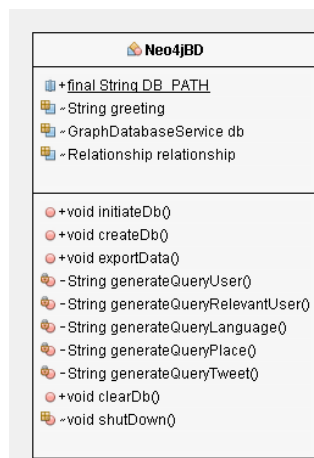 Neo4jBD
+final String DB_PATH
~String greeting
~GraphDatabaseService db
~Relationship relationship
+void initiateDb()
+void createDb()
+void exportData()
-String generateQueryUser()
-String generateQueryRelevantUser()
-String generateQueryLanguage()
-String generateQueryPlace()
-String generateQueryTweet()
+void clearDb()
~void shutDown()